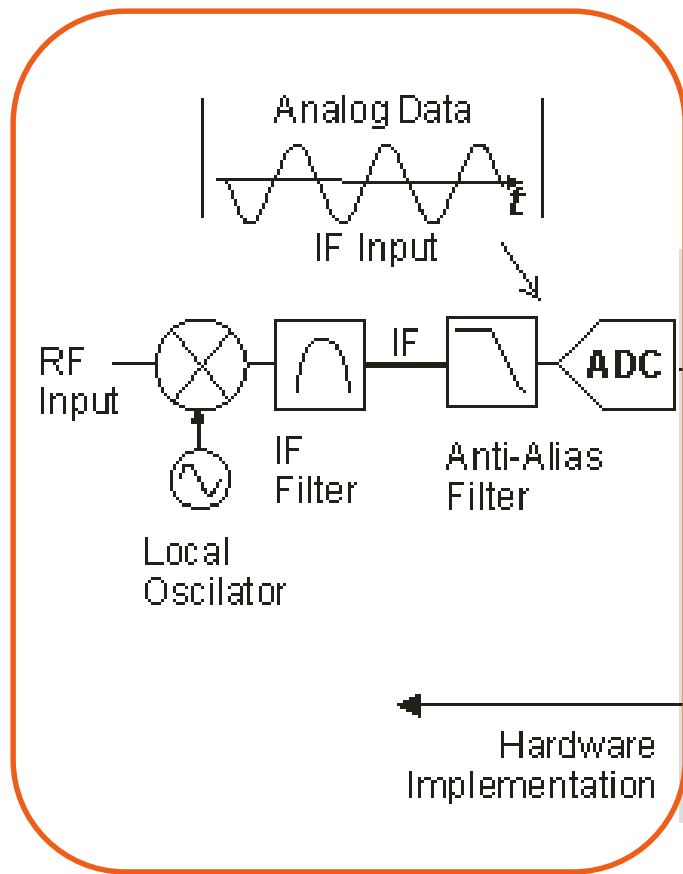 Analog Data
t
IF Input
RF
Input
IF
ADC
IF
Filter
Anti-Alias
Filter
Local
Oscilator
Hardware
Implementation